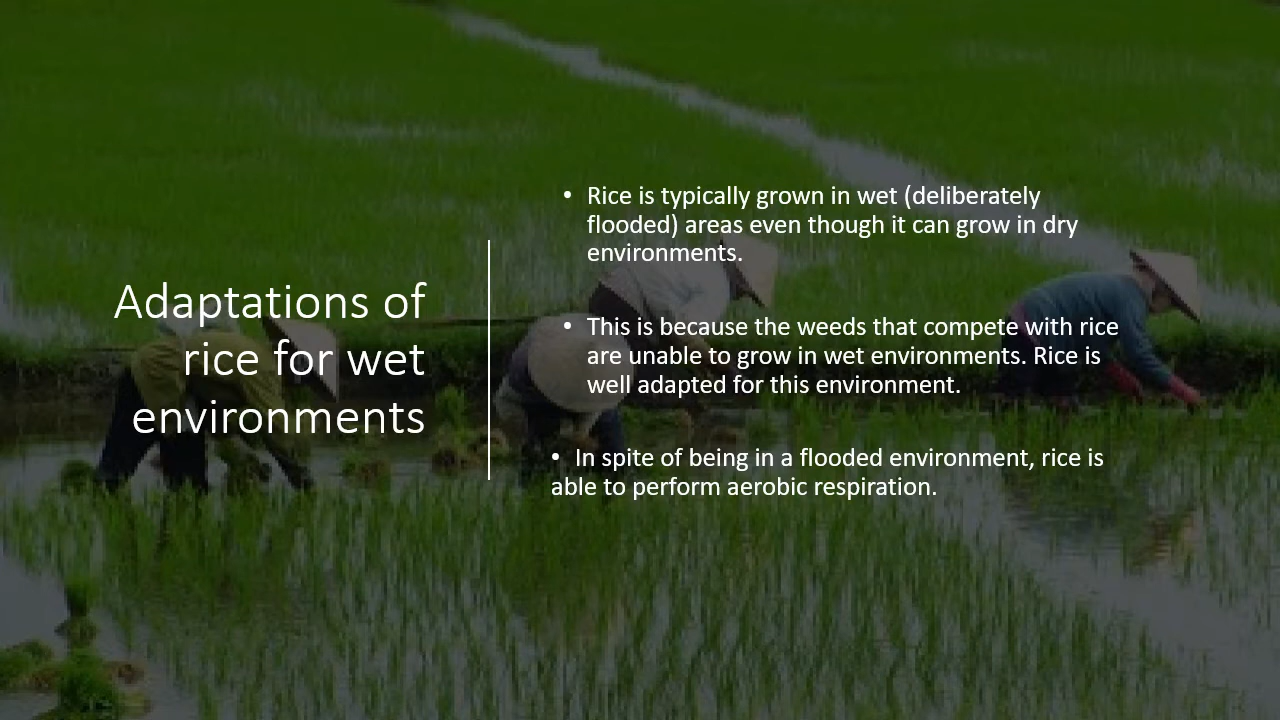 Adaptations of
rice for wet
environments
• Rice is typically grown in wet (deliberately
flooded) areas even though it can grow in dry
environments.
• This is because the weeds that compete with rice
are unable to grow in wet environments. Rice is
well adapted for this environment.
• In spite of being in a flooded environment, rice is
able to perform aerobic respiration.